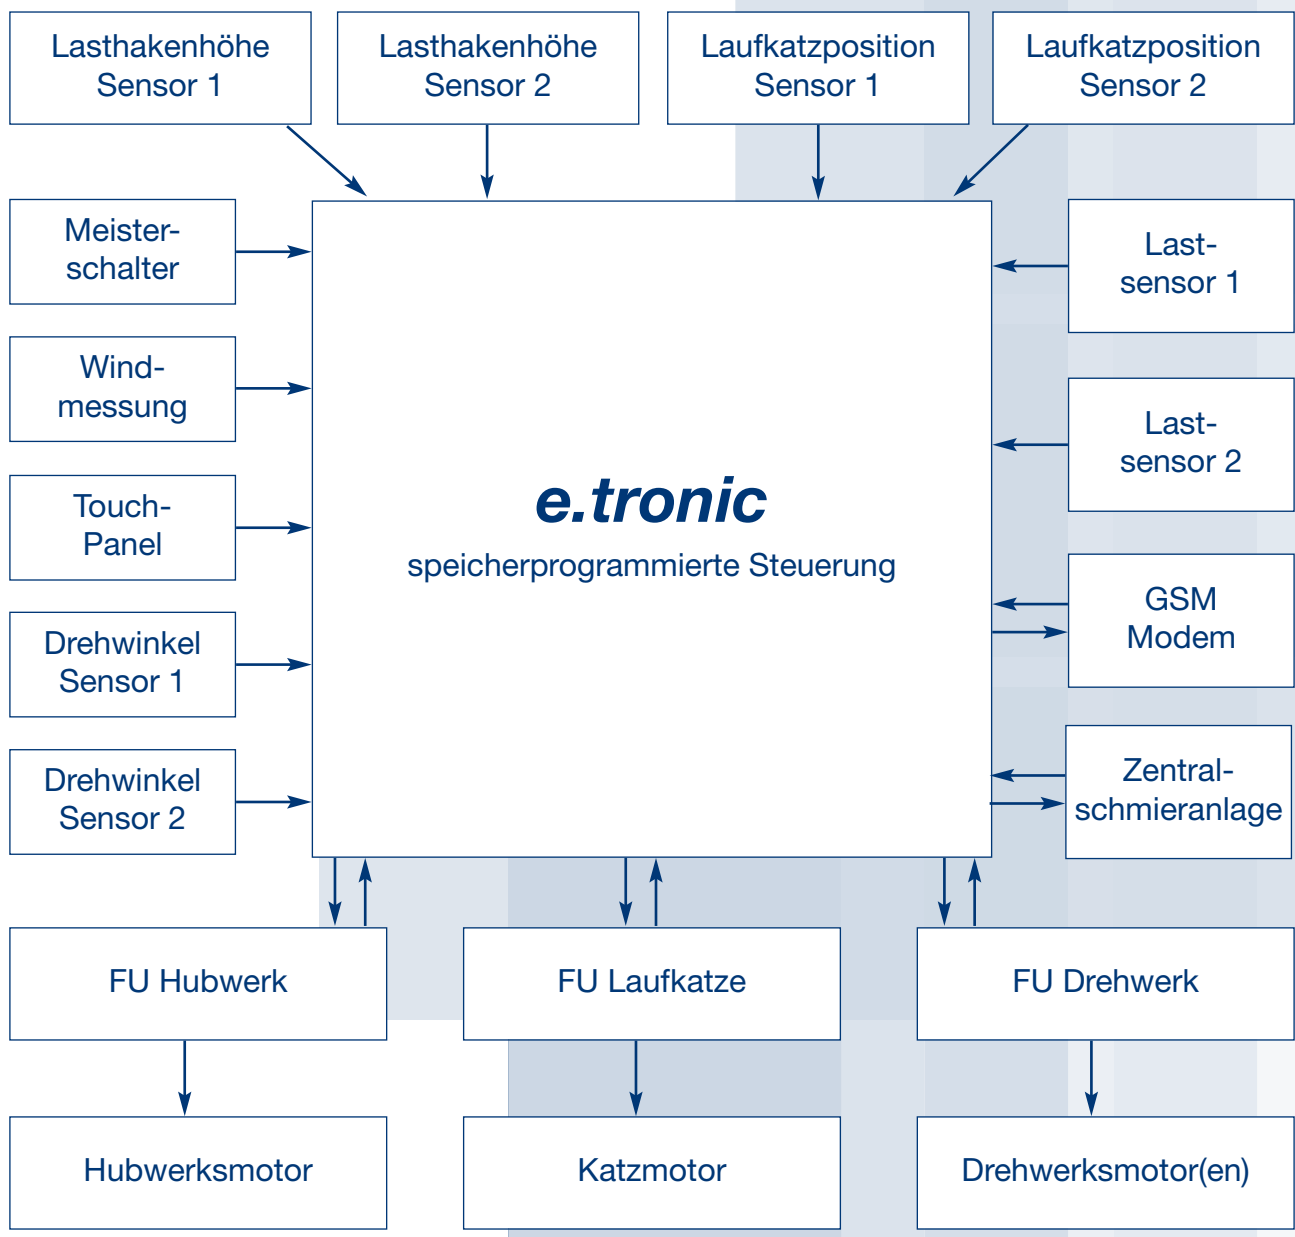 Lasthakenhöhe
Sensor 1
Lasthakenhöhe
Sensor 2
Laufkatzposition
Sensor 1
Laufkatzposition
Sensor 2
Meister-
schalter
Wind-
messung
Touch-
Panel
Drehwinkel
Sensor 1
Drehwinkel
Sensor 2
e.tronic
speicherprogrammierte Steuerung
Last-
sensor 1
Last-
sensor 2
GSM
Modem
Zentral-
schmieranlage
FU Hubwerk
FU Laufkatze
FU Drehwerk
Hubwerksmotor
Katzmotor
Drehwerksmotor(en)